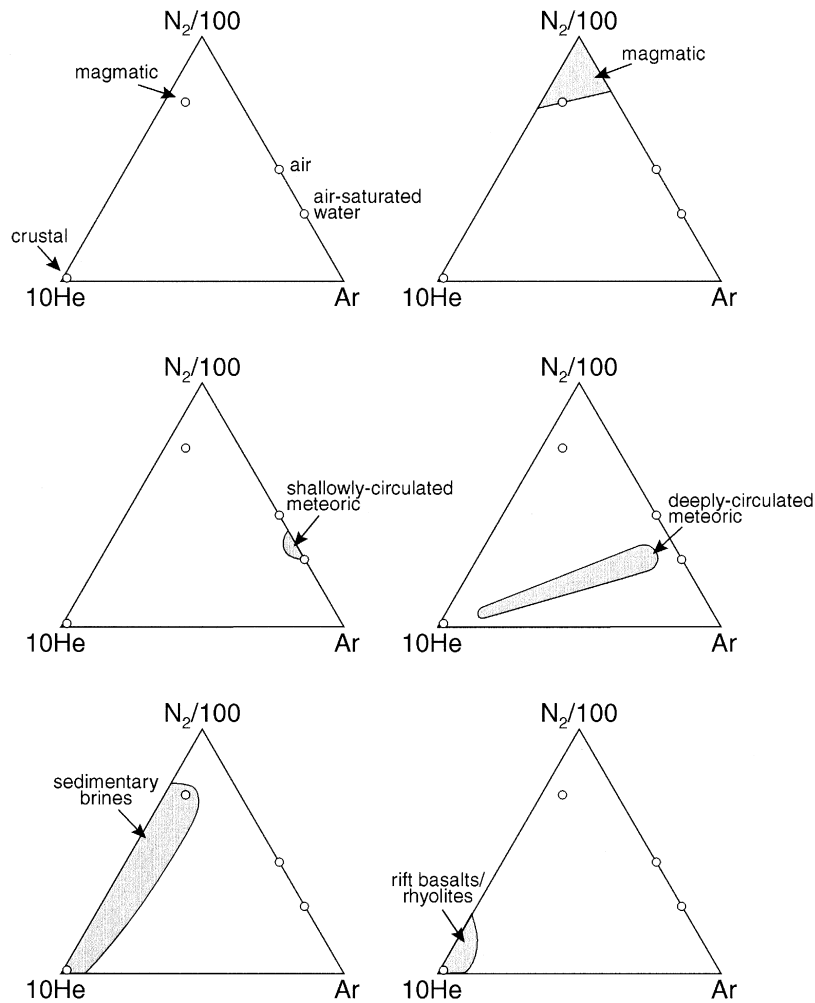 N₂/100
magmatic
air
air-saturated
water
crustal
10He
Ar
N₂/100
magmatic
10He
Ar
N₂/100
shallowly-circulated
meteoric
10He
Ar
N₂/100
deeply-circulated
meteoric
10He
Ar
N₂/100
sedimentary
brines
10He
Ar
N₂/100
rift basalts/
rhyolites
10He
Ar